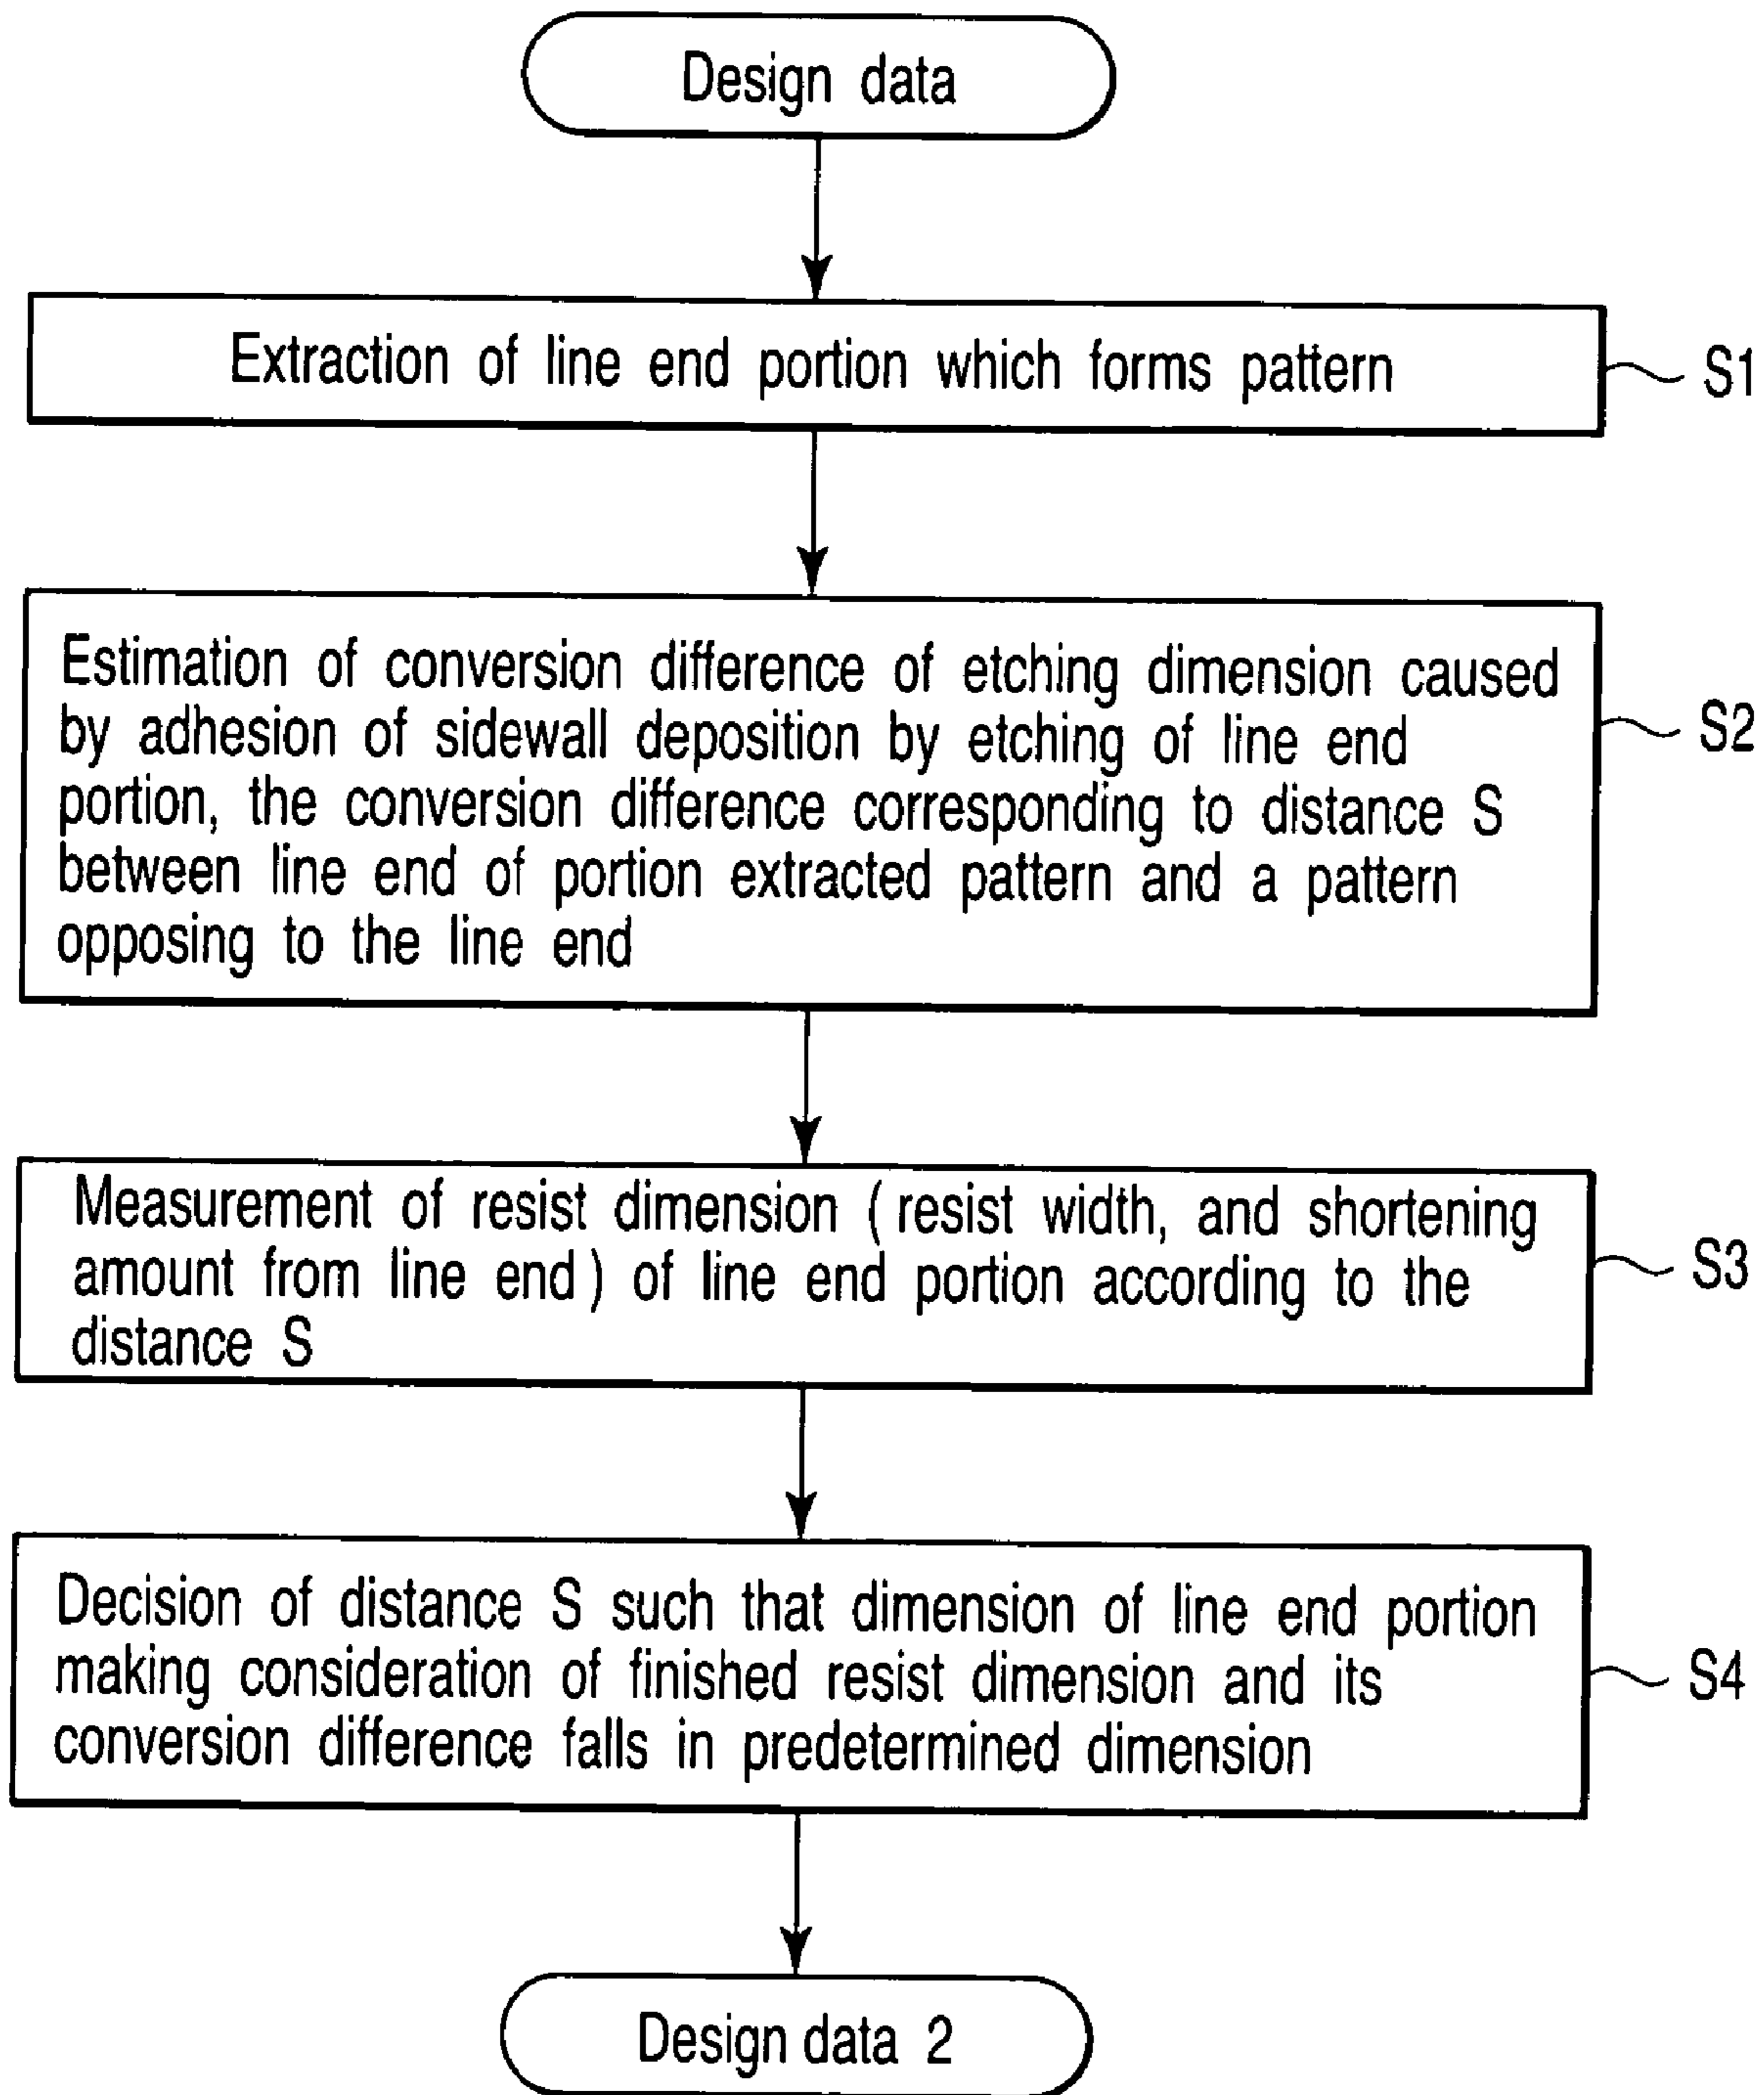 Design data
Extraction of line end portion which forms pattern
S1
Estimation of conversion difference of etching dimension caused
by adhesion of sidewall deposition by etching of line end
portion, the conversion difference corresponding to distance S
between line end of portion extracted pattern and a pattern
opposing to the line end
S2
Measurement of resist dimension (resist width, and shortening
amount from line end) of line end portion according to the
distance S
S3
Decision of distance S such that dimension of line end portion
making consideration of finished resist dimension and its
conversion difference falls in predetermined dimension
S4
Design data 2